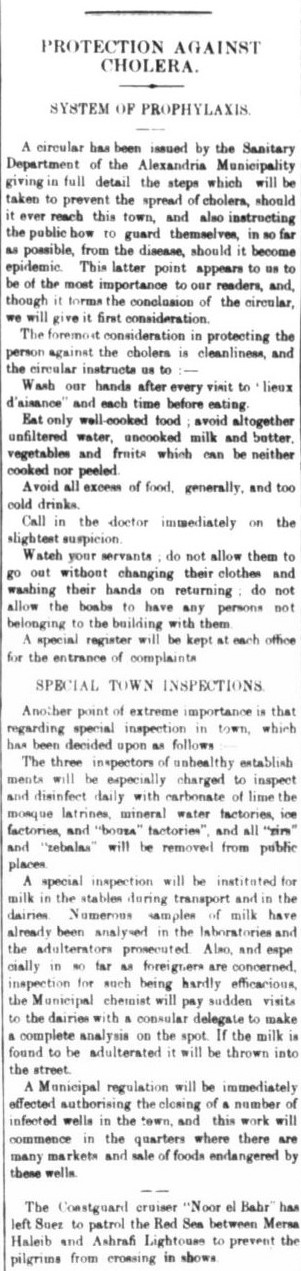 PROTECTION AGAINST
CHOLERA.
SYSTEM OF PROPHYLAXIS.
A circular has been issued by the Sanitary
Department of the Alexandria Municipality
giving in full detail the steps which will be
taken to prevent the spread of cholera, should
it ever reach this town, and also instructing
the public how to guard themselves, in so far
as possible, from the disease, should it become
epidemic. This latter point appears to us to
be of the most importance to our readers, and,
though it forms the conclusion of the circular,
we will give it first consideration.
The foremost consideration in protecting the
person against the cholera is cleanliness, and
the circular instructs us to :—
Wash our hands after every visit to 'lieux
d'aisance" and each time before eating.
Eat only well-cooked food ; avoid altogether
unfiltered water, uncooked milk and butter,
vegetables and fruits which can be neither
cooked nor peeled.
Avoid all excess of food, generally, and too
cold drinks.
Call in the doctor immediately on the
slightest suspicion.
Watch your servants ; do not allow them to
go out without changing their clothes and
washing their hands on returning ; do not
allow the boabs to have any persons not
belonging to the building with them.
A special register will be kept at each office
for the entrance of complaints
SPECIAL TOWN INSPECTIONS.
Another point of extreme importance is that
regarding special inspection in town, which
has been decided upon as follows :—
The three inspectors of unhealthy establish
ments will be especially charged to inspect
and disinfect daily with carbonate of lime the
mosque latrines, mineral water factories, ice
factories, and "bouza" factories", and all "zirs"
and "zebalas" will be removed from public
places.
A special inspection will be instituted for
milk in the stables during transport and in the
dairies. Numerous samples of milk have
already been analysed in the laboratories and
the adulterators prosecuted. Also, and espe
cially in so far as foreigners are concerned,
inspection for such being hardly efficacious,
the Municipal chemist will pay sudden visits
to the dairies with a consular delegate to make
a complete analysis on the spot. If the milk is
found to be adulterated it will be thrown into
the street.
A Municipal regulation will be immediately
effected authorising the closing of a number of
infected wells in the town, and this work will
commence in the quarters where there are
many markets and sale of foods endangered by
these wells.
The Coastguard cruiser "Noor el Bahr" has
left Suez to patrol the Red Sea between Mersa
Haleib and Ashrafi Lightouse to prevent the
pilgrims from crossing in shows.